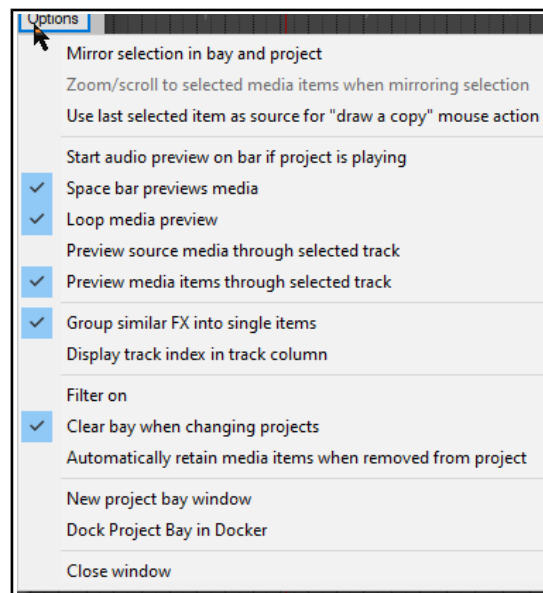 Options
Mirror selection in bay and project
Zoom/scroll to selected media items when mirroring selection
Use last selected item as source for "draw a copy" mouse action
Start audio preview on bar if project is playing
Space bar previews media
Loop media preview
Preview source media through selected track
Preview media items through selected track
Group similar FX into single items
Display track index in track column
Filter on
Clear bay when changing projects
Automatically retain media items when removed from project
New project bay window
Dock Project Bay in Docker
Close window